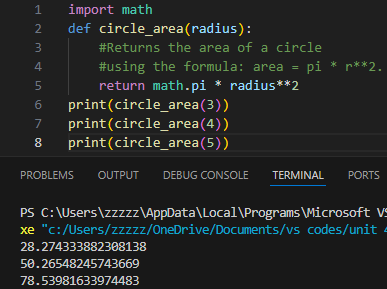 1 import math
2 def circle_area(radius):
3     #Returns the area of a circle
4     #using the formula: area = pi * r**2.
5     return math.pi * radius**2
6 print(circle_area(3))
7 print(circle_area(4))
8 print(circle_area(5))
PROBLEMS OUTPUT DEBUG CONSOLE TERMINAL PORTS
PS C:\Users\zzzzz\AppData\Local\Programs\Microsoft VS
xe "c:/Users/zzzzz/OneDrive/Documents/vs codes/unit 4
28.274333882308138
50.26548245743669
78.53981633974483